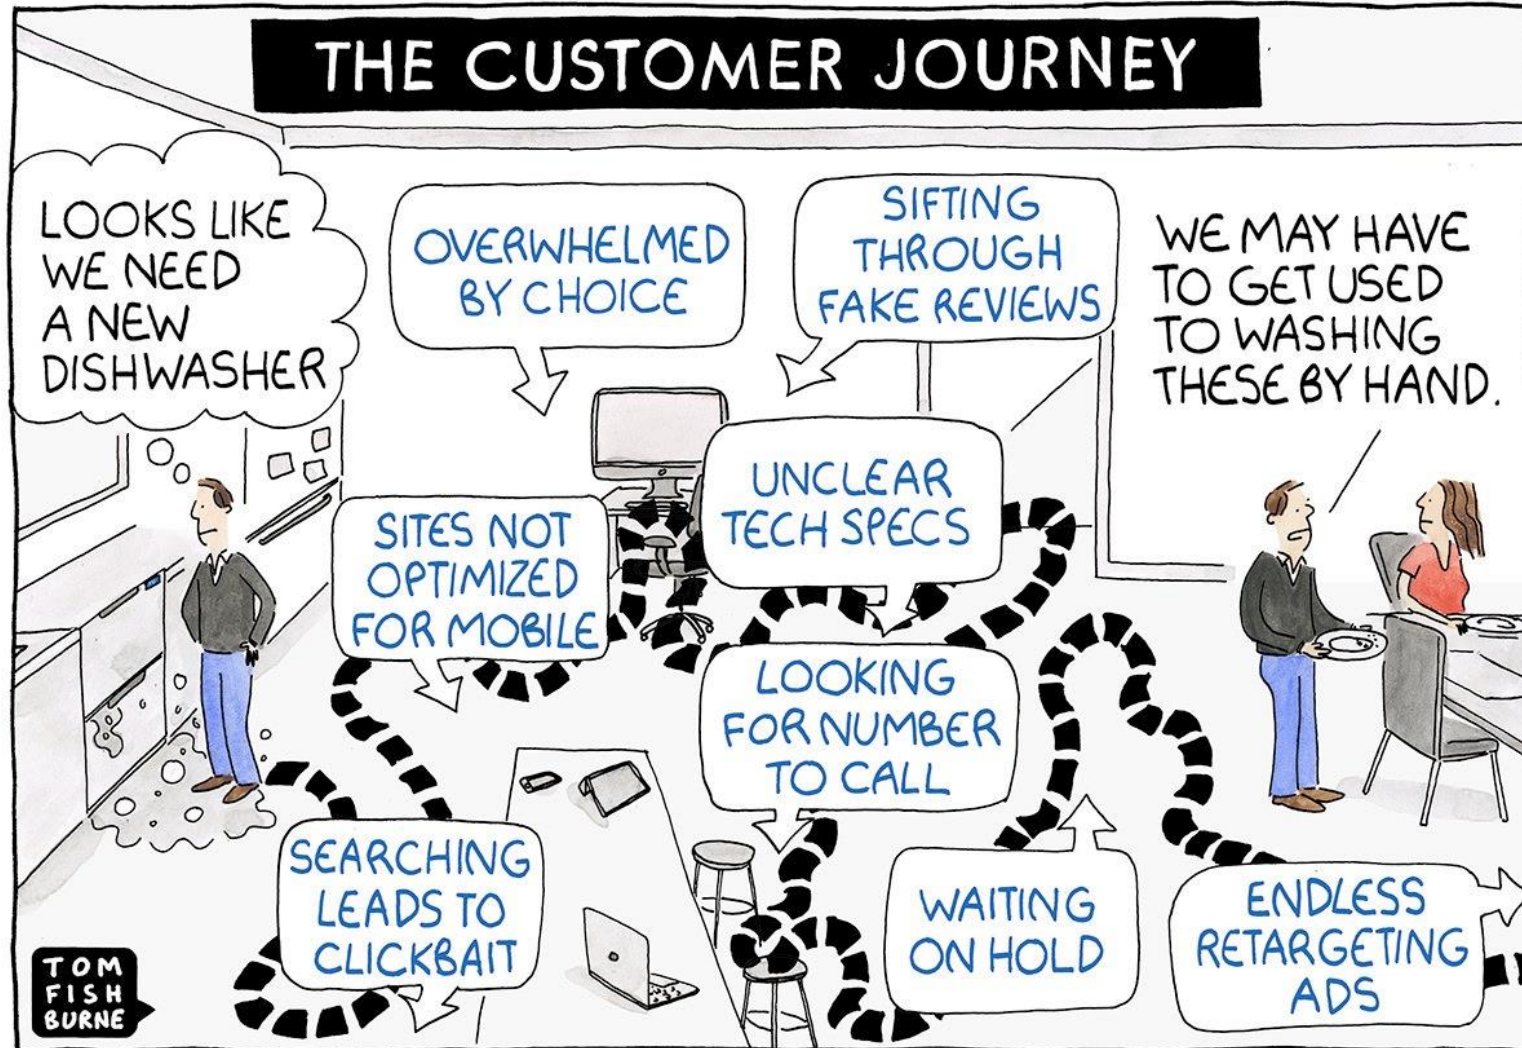 THE CUSTOMER JOURNEY
LOOKS LIKE
WE NEED
A NEW
DISHWASHER
OVERWHELMED
BY CHOICE
SIFTING
THROUGH
FAKE REVIEWS
WE MAY HAVE
TO GET USED
TO WASHING
THESE BY HAND.
UNCLEAR
TECH SPECS
SITES NOT
OPTIMIZED
FOR MOBILE
LOOKING
FOR NUMBER
TO CALL
SEARCHING
LEADS TO
CLICKBAIT
WAITING
ON HOLD
ENDLESS
RETARGETING
ADS
TOM
FISH
BURNE